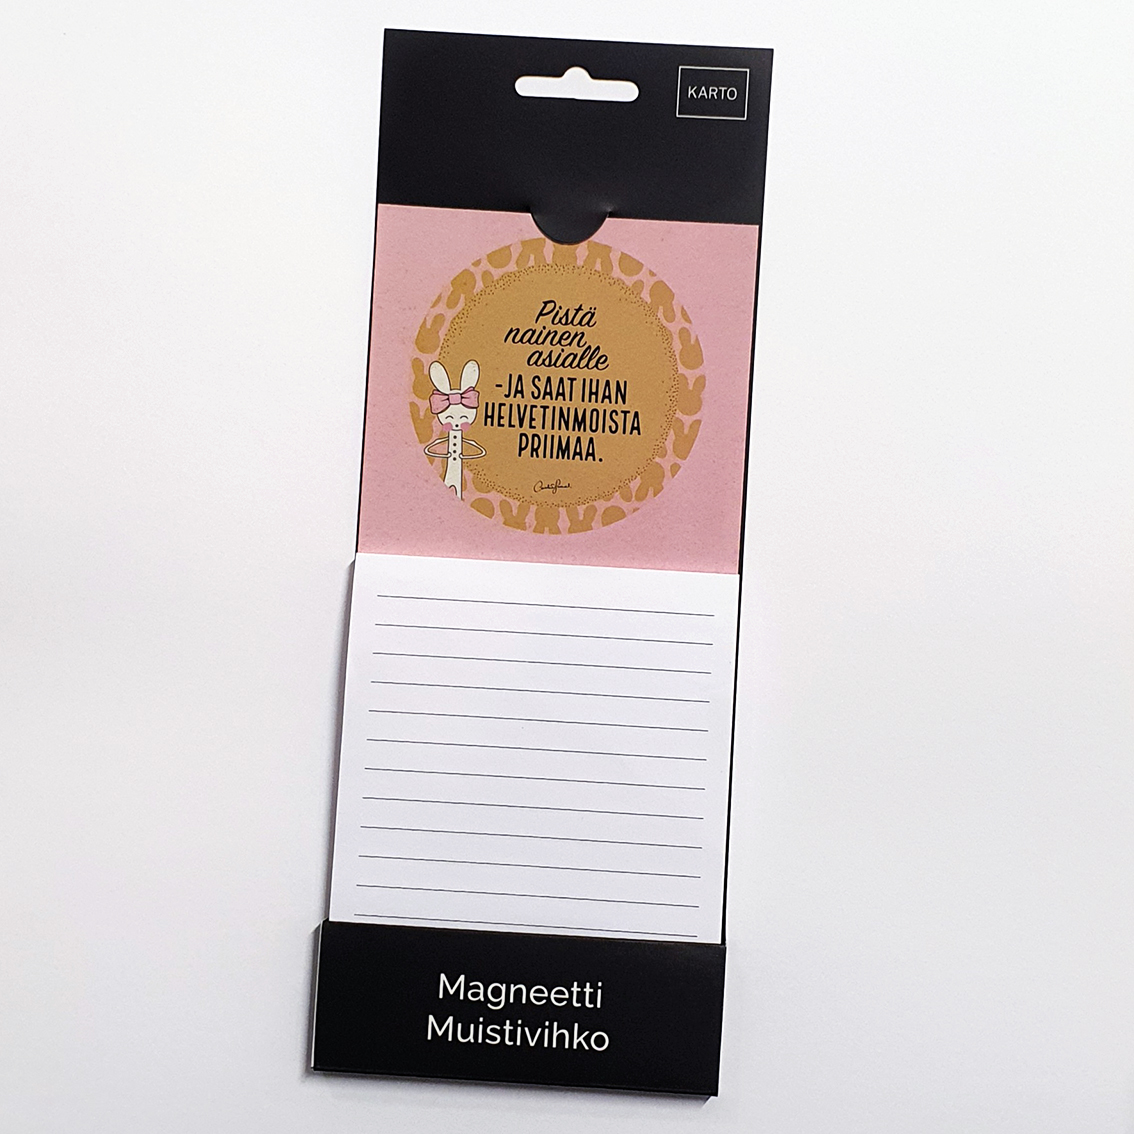 KARTO
Pistä
nainen
asialle
-JA SAAT IHAN
HELVETINMOISTA
PRIIMAA.
Magneetti
Muistivihko